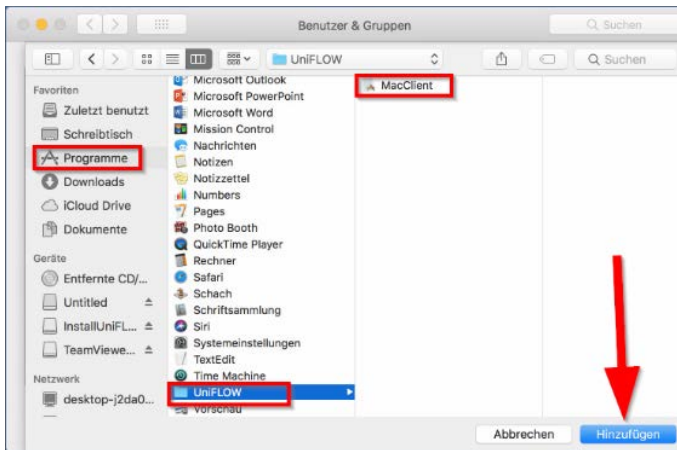 Benutzer & Gruppen
Suchen
UniFLOW
Suchen
Favoriten
Zuletzt benutzt
Schreibtisch
Programme
Downloads
iCloud Drive
Dokumente
Geräte
Entfernte CD/...
Untitled
InstallUniFL...
TeamViewe...
Netzwerk
desktop-j2da0...
Microsoft Outlook
Microsoft PowerPoint
Microsoft Word
Mission Control
Nachrichten
Notizen
Notizzettel
Numbers
Pages
Photo Booth
QuickTime Player
Rechner
Safari
Schach
Schriftsammlung
Siri
Systemeinstellungen
TextEdit
Time Machine
UniFLOW
Vorschau
MacClient
Abbrechen
Hinzufügen